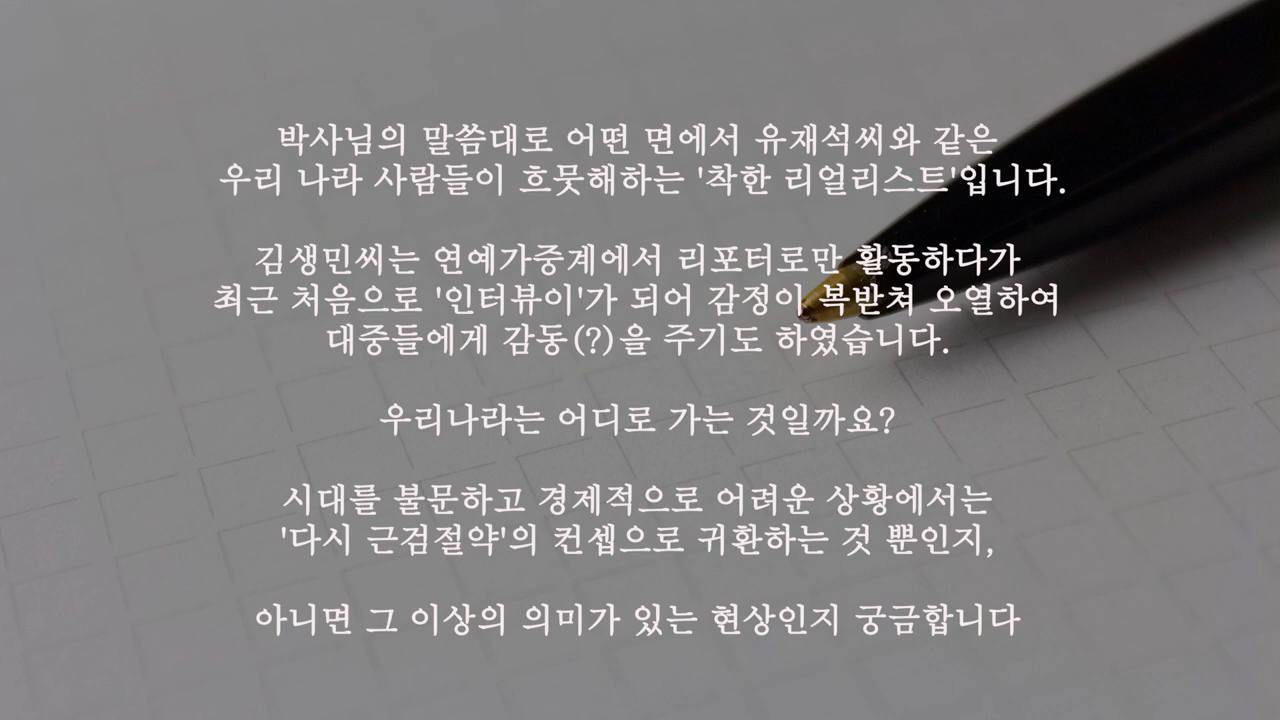 박사님의 말씀대로 어떤 면에서 유재석씨와 같은
우리 나라 사람들이 흐뭇해하는 '착한 리얼리스트'입니다.
김생민씨는 연예가중계에서 리포터로만 활동하다가
최근 처음으로 '인터뷰이'가 되어 감정이 복받쳐 오열하여
대중들에게 감동(?)을 주기도 하였습니다.
우리나라는 어디로 가는 것일까요?
시대를 불문하고 경제적으로 어려운 상황에서는
'다시 근검절약'의 컨셉으로 귀환하는 것 뿐인지,
아니면 그 이상의 의미가 있는 현상인지 궁금합니다